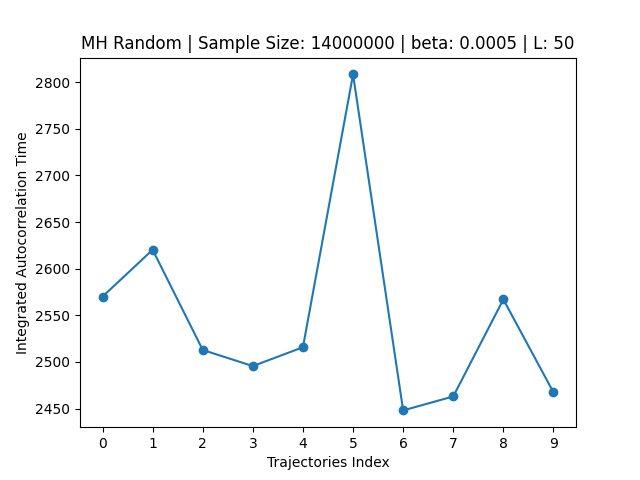 MH Random | Sample Size: 14000000 | beta: 0.0005 | L: 50
Integrated Autocorrelation Time
2800
2750
2700
2650
2600
2550
2500
2450
0 1 2 3 4 5 6 7 8 9
Trajectories Index